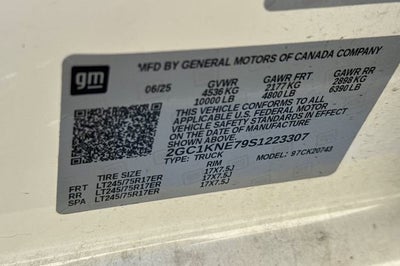 MFD BY GENERAL MOTORS OF CANADA COMPANY
gm
06/25 GVWR GAWR FRT GAWR RR
4536 KG 2177 KG 2898 KG
10000 LB 4800 LB 6390 LB
THIS VEHICLE CONFORMS TO ALL
APPLICABLE U.S. FEDERAL MOTOR
VEHICLE SAFETY STANDARDS IN EFFECT
ON THE DATE OF MANUFACTURE
SHOWN ABOVE.
2GC1KNE79S1223307
TYPE: TRUCK MODEL: 97CK20743
TIRE SIZE RIM
FRT LT245/75R17ER 17X7.5J
RR LT245/75R17ER 17X7.5J
SPA LT245/75R17ER 17X7.5J